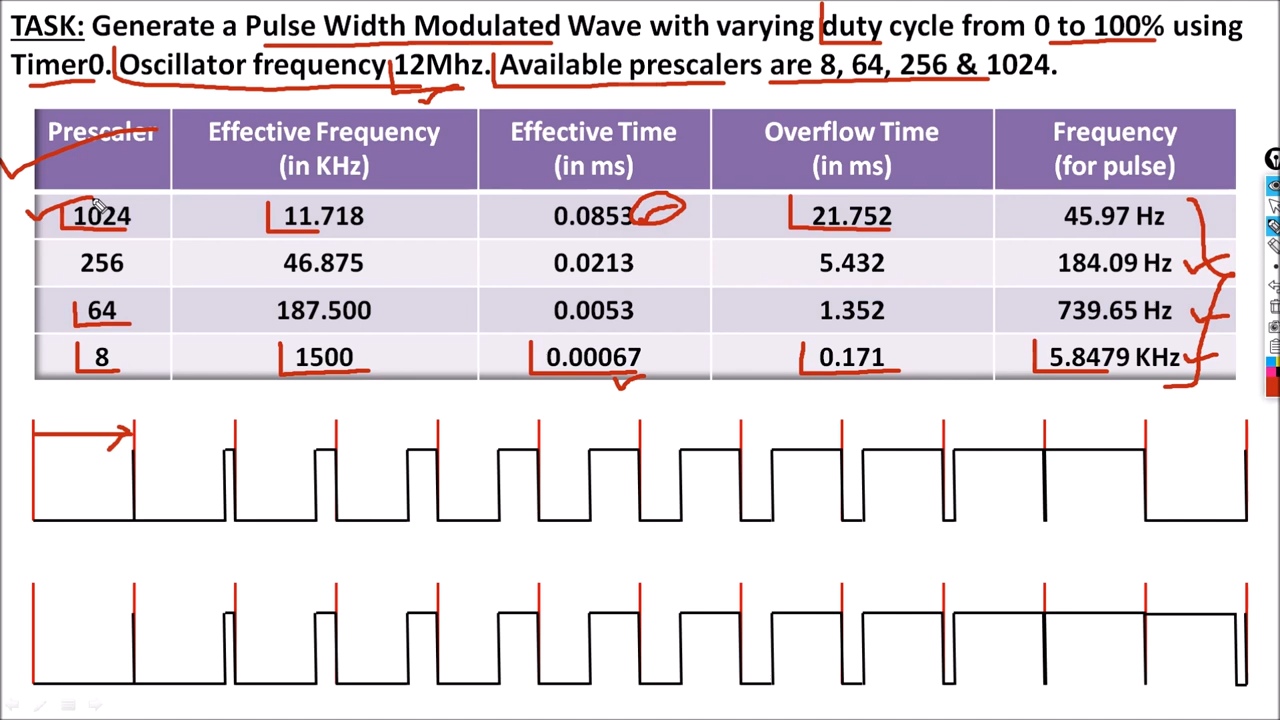 TASK: Generate a Pulse Width Modulated Wave with varying duty cycle from 0 to 100% using
Timer0. Oscillator frequency 12Mhz. Available prescalers are 8, 64, 256 & 1024.
Prescaler Effective Frequency (in KHz) Effective Time (in ms) Overflow Time (in ms) Frequency (for pulse)
1024 11.718 0.0853 21.752 45.97 Hz
256 46.875 0.0213 5.432 184.09 Hz
64 187.500 0.0053 1.352 739.65 Hz
8 1500 0.00067 0.171 5.8479 KHz